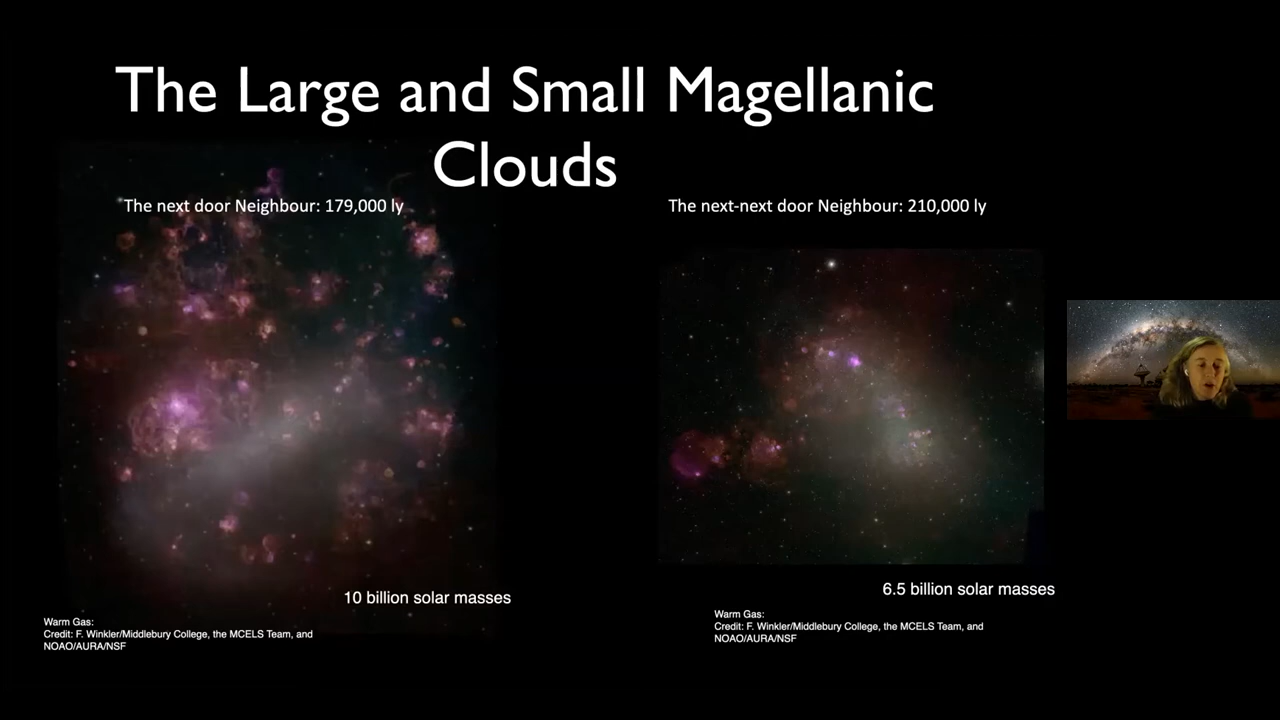 The Large and Small Magellanic
Clouds
The next door Neighbour: 179,000 ly
The next-next door Neighbour: 210,000 ly
10 billion solar masses
6.5 billion solar masses
Warm Gas:
Credit: F. Winkler/Middlebury College, the MCELS Team, and
NOAO/AURA/NSF
Warm Gas:
Credit: F. Winkler/Middlebury College, the MCELS Team, and
NOAO/AURA/NSF